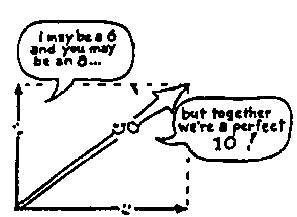 i may be a 6
and you may
be an 8...
but together
we're a perfect
10 !